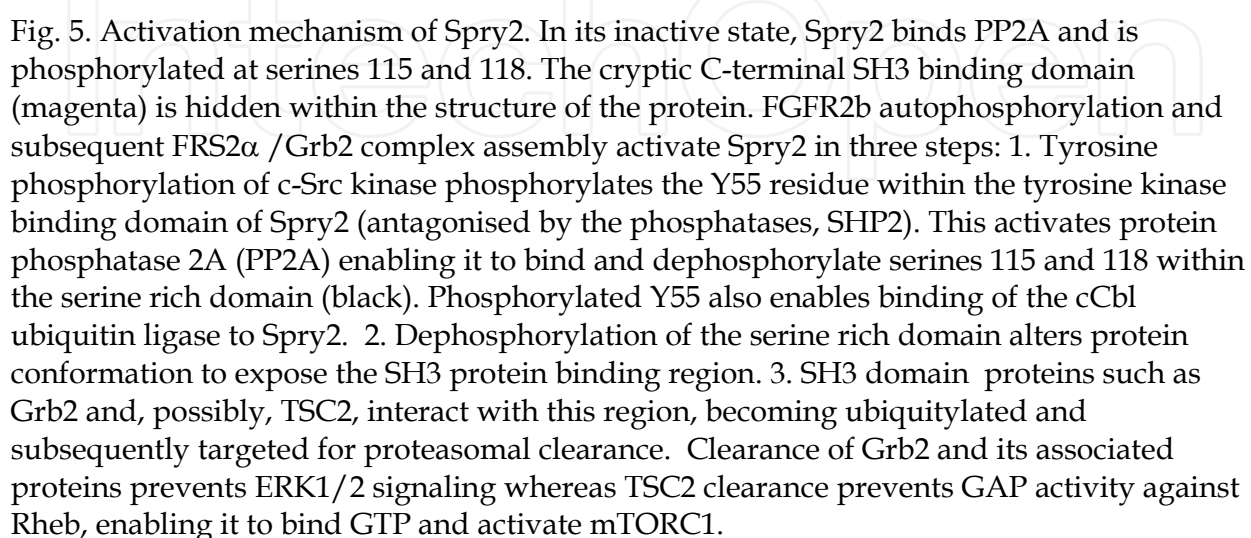 Fig. 5. Activation mechanism of Spry2. In its inactive state, Spry2 binds PP2A and is
phosphorylated at serines 115 and 118. The cryptic C-terminal SH3 binding domain
(magenta) is hidden within the structure of the protein. FGFR2b autophosphorylation and
subsequent FRS2α /Grb2 complex assembly activate Spry2 in three steps: 1. Tyrosine
phosphorylation of c-Src kinase phosphorylates the Y55 residue within the tyrosine kinase
binding domain of Spry2 (antagonised by the phosphatases, SHP2). This activates protein
phosphatase 2A (PP2A) enabling it to bind and dephosphorylate serines 115 and 118 within
the serine rich domain (black). Phosphorylated Y55 also enables binding of the cCbl
ubiquitin ligase to Spry2. 2. Dephosphorylation of the serine rich domain alters protein
conformation to expose the SH3 protein binding region. 3. SH3 domain proteins such as
Grb2 and, possibly, TSC2, interact with this region, becoming ubiquitylated and
subsequently targeted for proteasomal clearance. Clearance of Grb2 and its associated
proteins prevents ERK1/2 signaling whereas TSC2 clearance prevents GAP activity against
Rheb, enabling it to bind GTP and activate mTORC1.
IntechOpen